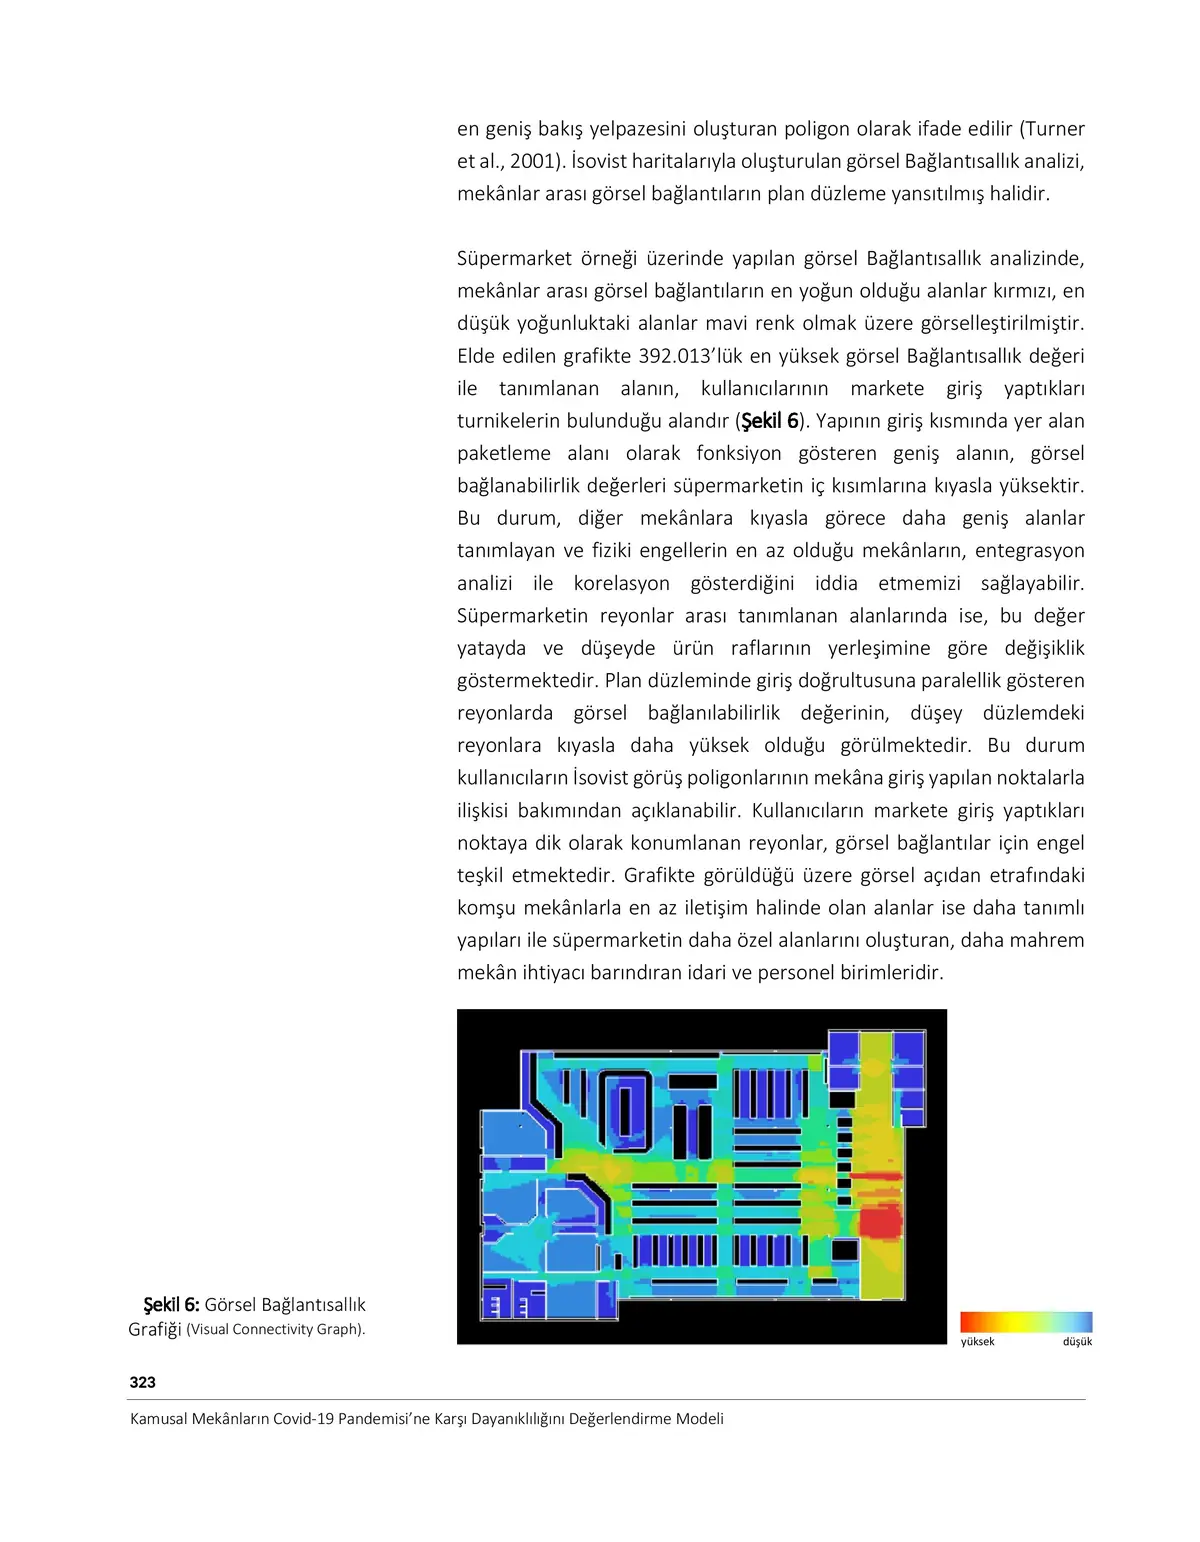 en geniş bakış yelpazesini oluşturan poligon olarak ifade edilir (Turner
et al., 2001). İsovist haritalarıyla oluşturulan görsel Bağlantısallık analizi,
mekânlar arası görsel bağlantıların plan düzleme yansıtılmış halidir.
Süpermarket örneği üzerinde yapılan görsel Bağlantısallık analizinde,
mekânlar arası görsel bağlantıların en yoğun olduğu alanlar kırmızı, en
düşük yoğunluktaki alanlar mavi renk olmak üzere görselleştirilmiştir.
Elde edilen grafikte 392.013’lük en yüksek görsel Bağlantısallık değeri
ile tanımlanan alanın, kullanıcılarının markete giriş yaptıkları
turnikelerin bulunduğu alandır (Şekil 6). Yapının giriş kısmında yer alan
paketleme alanı olarak fonksiyon gösteren geniş alanın, görsel
bağlanabilirlik değerleri süpermarketin iç kısımlarına kıyasla yüksektir.
Bu durum, diğer mekânlara kıyasla görece daha geniş alanlar
tanımlayan ve fiziki engellerin en az olduğu mekânların, entegrasyon
analizi ile korelasyon gösterdiğini iddia etmemizi sağlayabilir.
Süpermarketin reyonlar arası tanımlanan alanlarında ise, bu değer
yatayda ve düşeyde ürün raflarının yerleşimine göre değişiklik
göstermektedir. Plan düzleminde giriş doğrultusuna paralellik gösteren
reyonlarda görsel bağlanılabilirlik değerinin, düşey düzlemdeki
reyonlara kıyasla daha yüksek olduğu görülmektedir. Bu durum
kullanıcıların İsovist görüş poligonlarının mekâna giriş yapılan noktalarla
ilişkisi bakımından açıklanabilir. Kullanıcıların markete giriş yaptıkları
noktaya dik olarak konumlanan reyonlar, görsel bağlantılar için engel
teşkil etmektedir. Grafikte görüldüğü üzere görsel açıdan etrafındaki
komşu mekânlarla en az iletişim halinde olan alanlar ise daha tanımlı
yapıları ile süpermarketin daha özel alanlarını oluşturan, daha mahrem
mekân ihtiyacı barındıran idari ve personel birimleridir.
Şekil 6: Görsel Bağlantısallık
Grafiği (Visual Connectivity Graph).
yüksek düşük
323
Kamusal Mekânların Covid-19 Pandemisi’ne Karşı Dayanıklılığını Değerlendirme Modeli